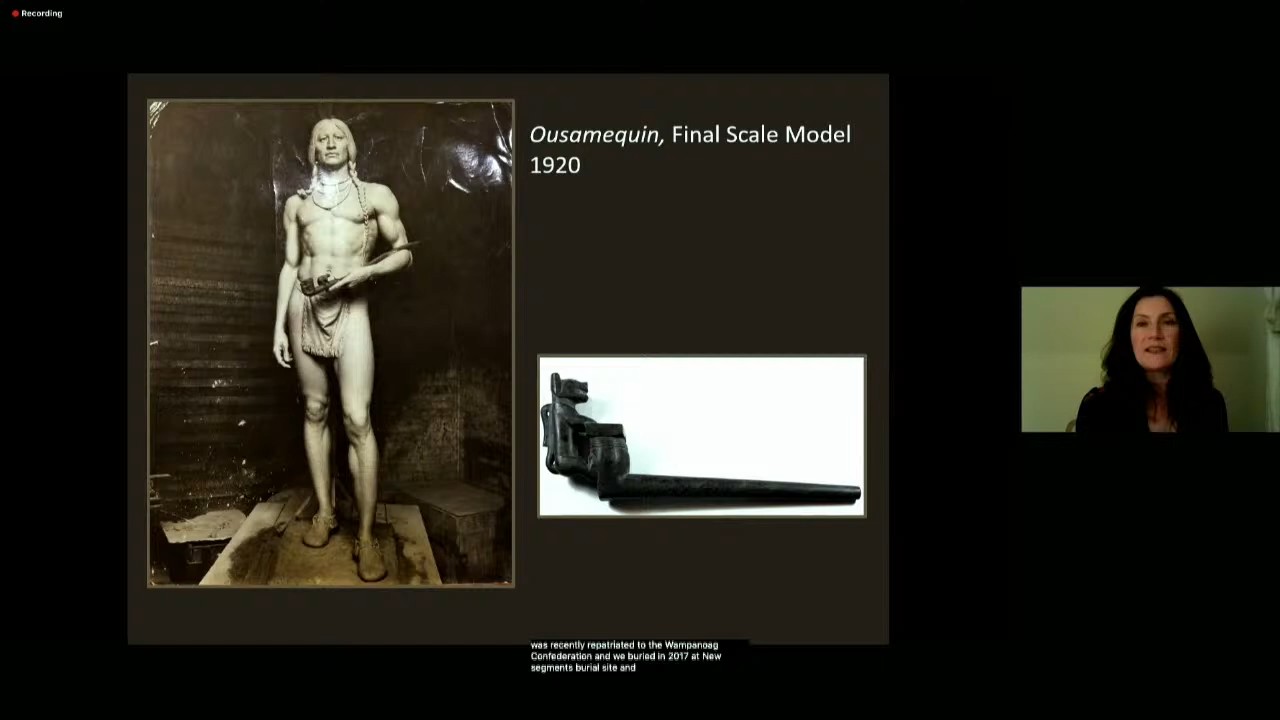 Recording
Ousamequin, Final Scale Model
1920
was recently repatriated to the Wampanoag
Confederation and we buried in 2017 at New
segments burial site and